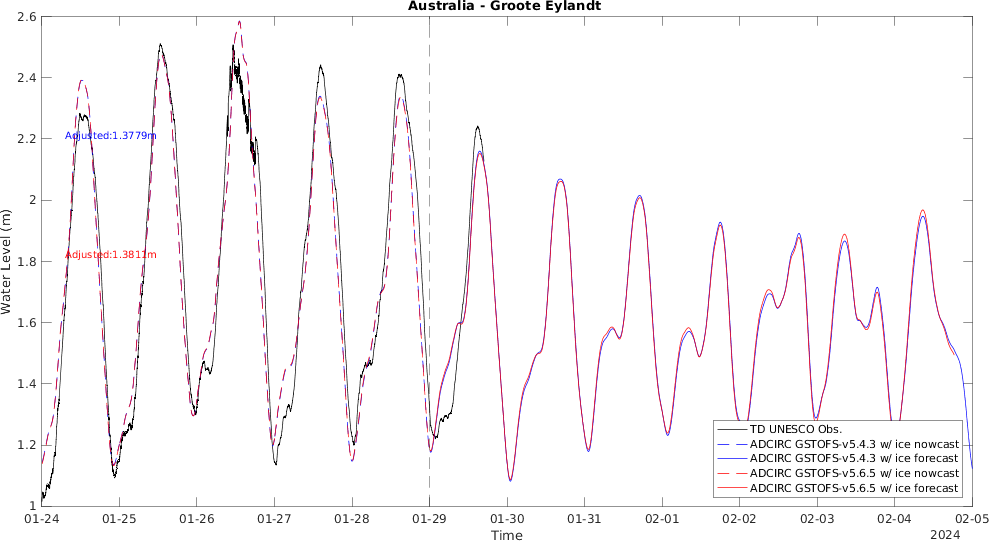 Australia - Groote Eylandt
2.6
2.4
2.2
2
1.8
1.6
1.4
1.2
1
Water Level (m)
Adjusted:1.3779m
Adjusted:1.3811m
TD UNESCO Obs.
ADCIRC GSTOFS-v5.4.3 w/ ice nowcast
ADCIRC GSTOFS-v5.4.3 w/ ice forecast
ADCIRC GSTOFS-v5.6.5 w/ ice nowcast
ADCIRC GSTOFS-v5.6.5 w/ ice forecast
01-24 01-25 01-26 01-27 01-28 01-29 01-30 01-31 02-01 02-02 02-03 02-04 02-05
Time
2024